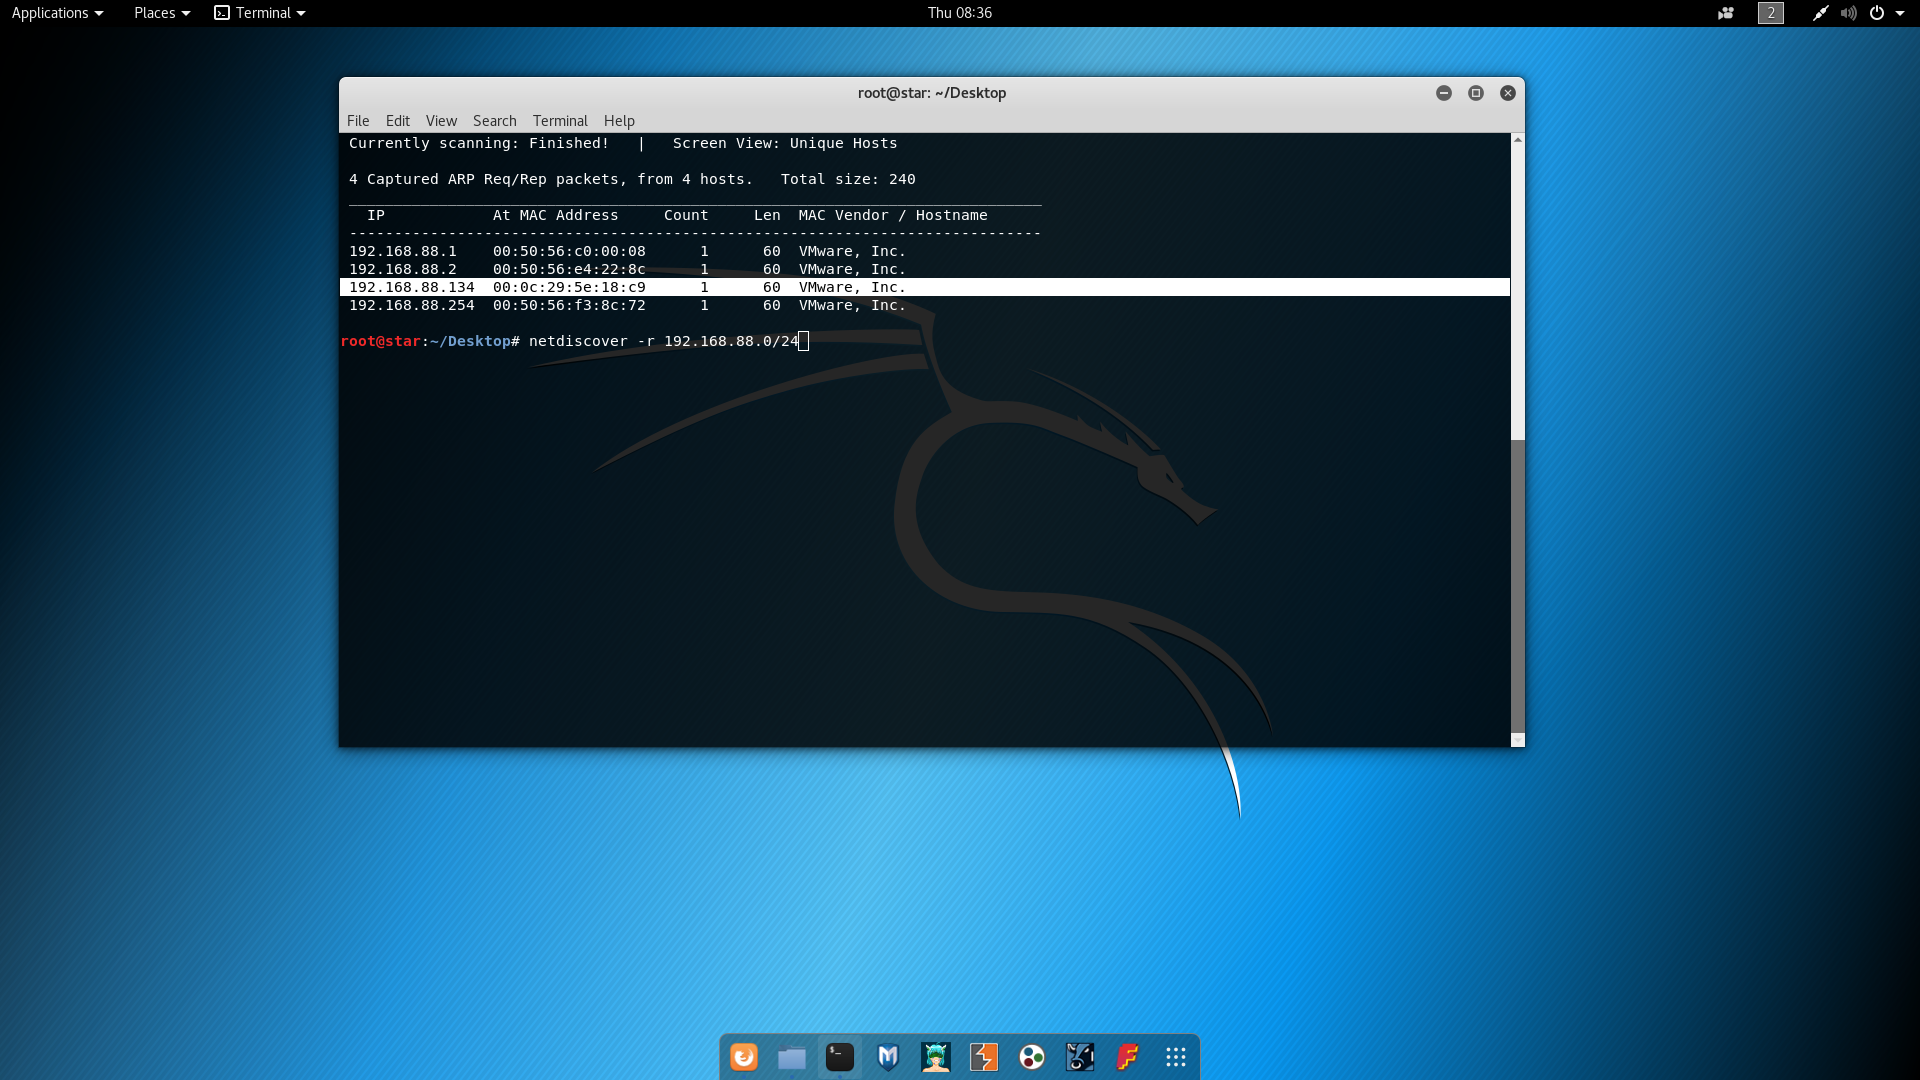 Applications Places Terminal Thu 08:36 2
root@star: ~/Desktop
File Edit View Search Terminal Help
Currently scanning: Finished!   |   Screen View: Unique Hosts
4 Captured ARP Req/Rep packets, from 4 hosts.   Total size: 240
_____________________________________________________________________________
IP            At MAC Address     Count     Len  MAC Vendor / Hostname
-----------------------------------------------------------------------------
192.168.88.1    00:50:56:c0:00:08      1      60  VMware, Inc.
192.168.88.2    00:50:56:e4:22:8c      1      60  VMware, Inc.
192.168.88.134  00:0c:29:5e:18:c9      1      60  VMware, Inc.
192.168.88.254  00:50:56:f3:8c:72      1      60  VMware, Inc.
root@star:~/Desktop# netdiscover -r 192.168.88.0/24